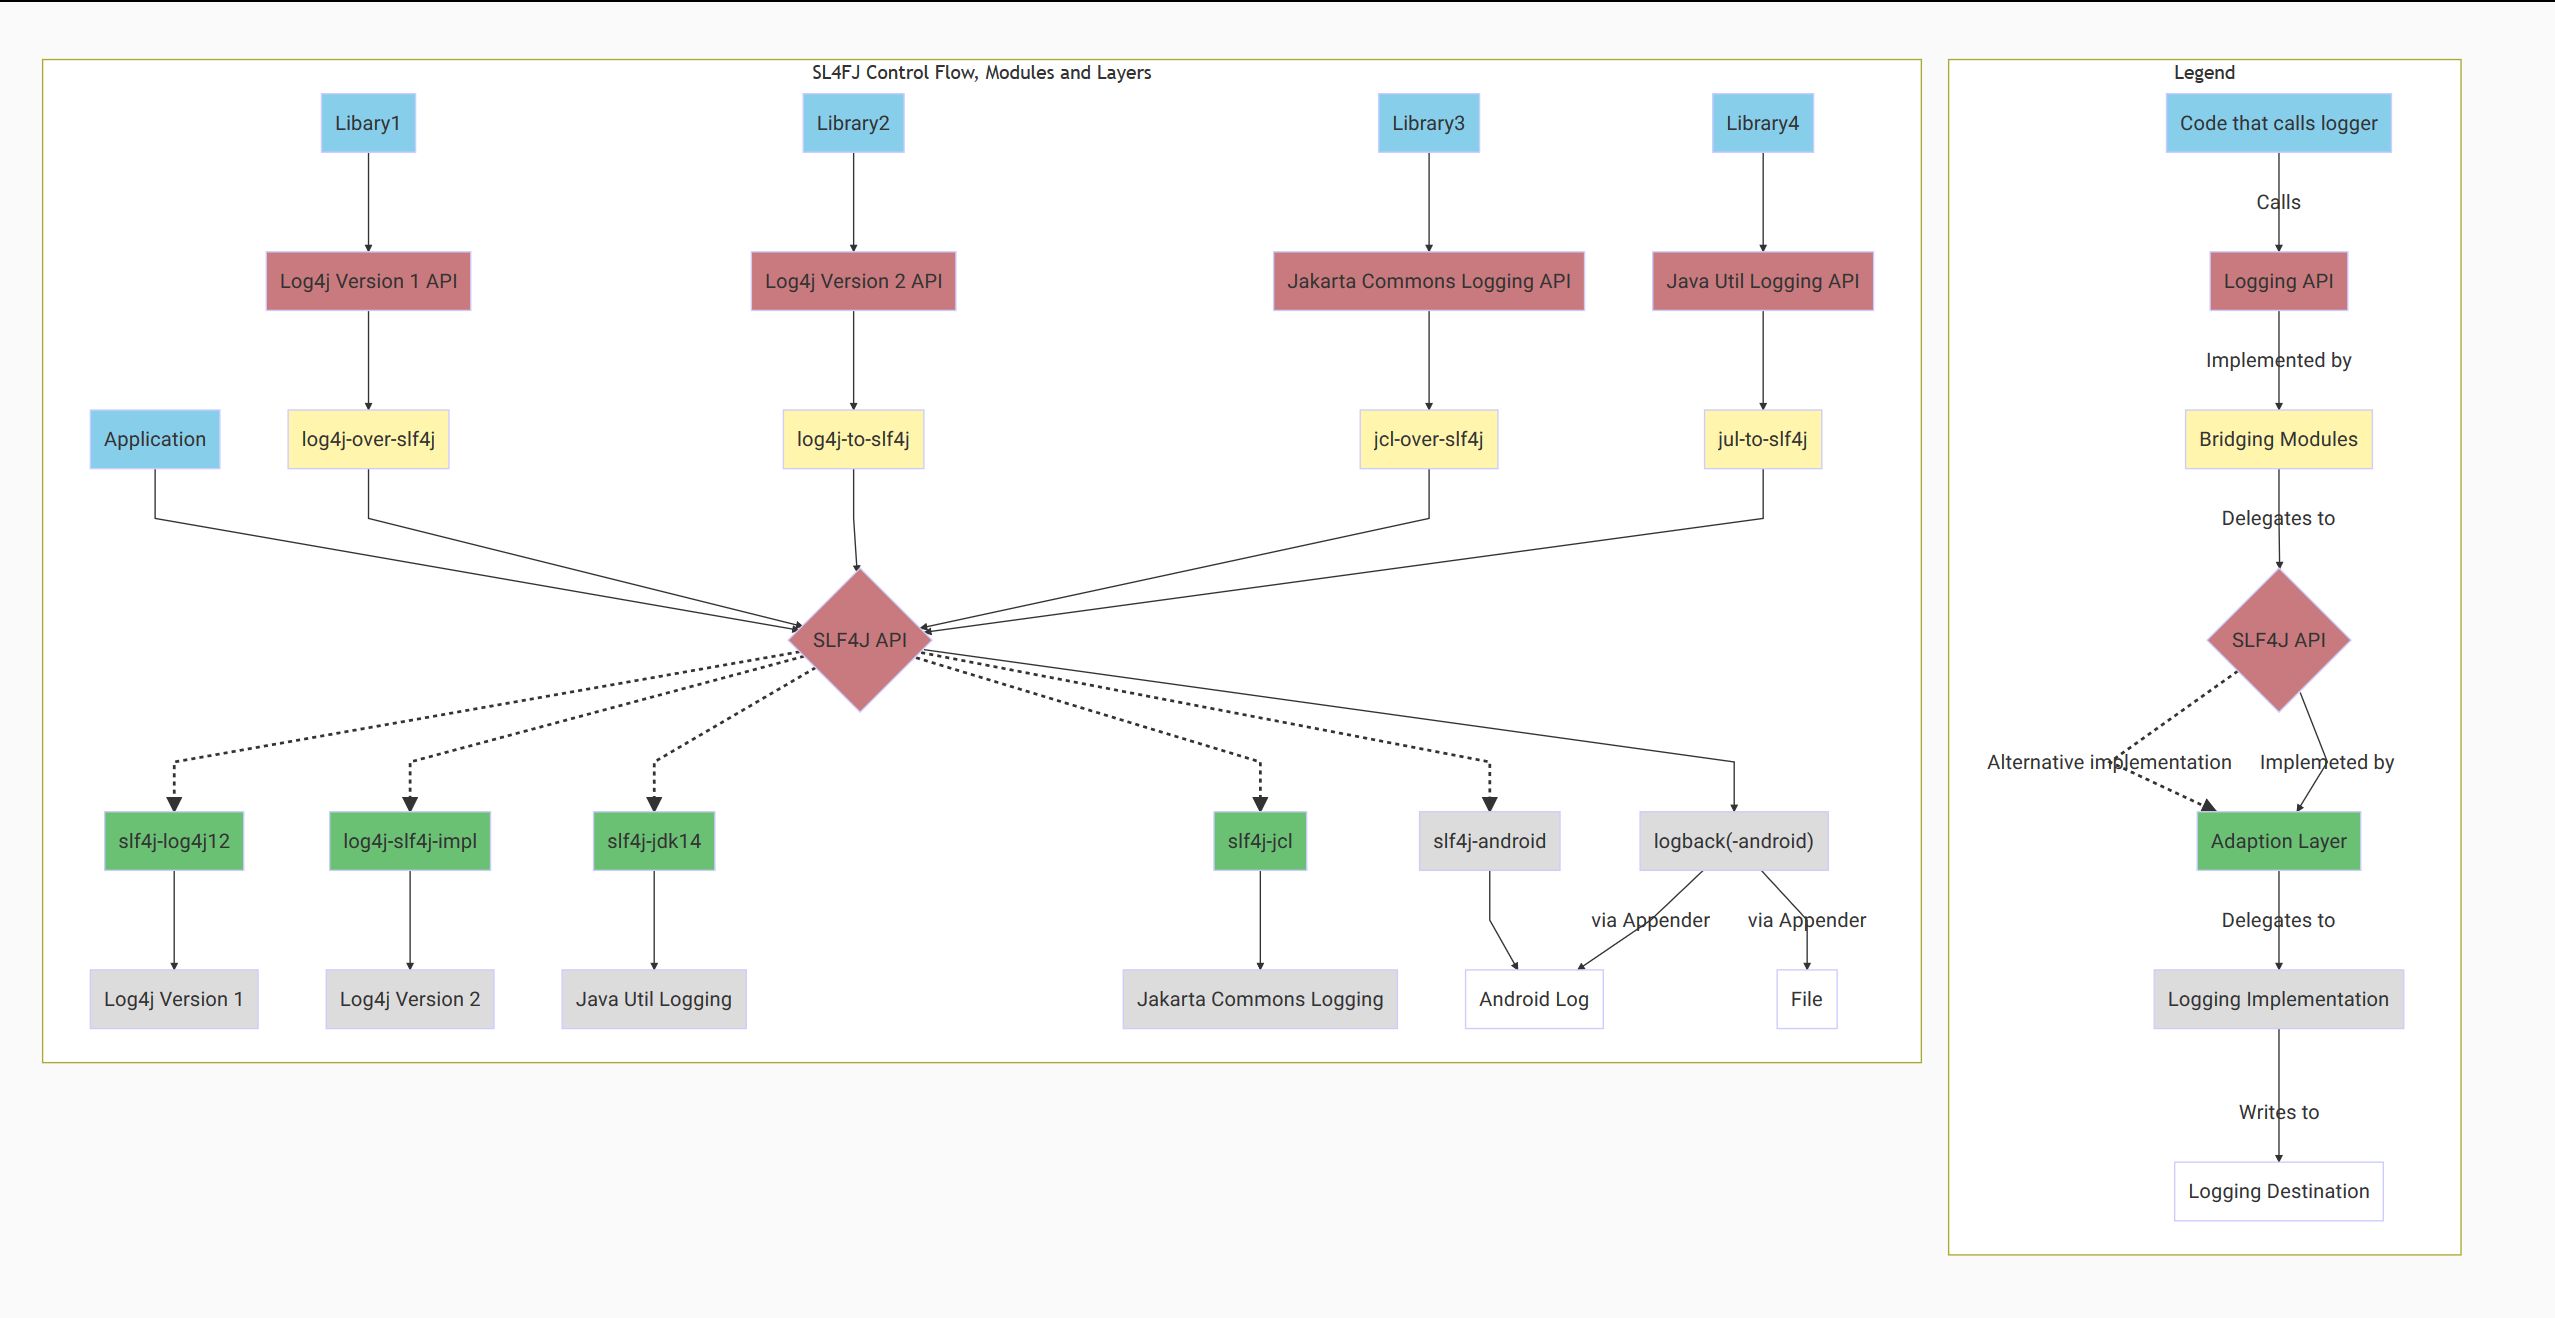 SL4FJ Control Flow, Modules and Layers
Libary1
Library2
Library3
Library4
Log4j Version 1 API
Log4j Version 2 API
Jakarta Commons Logging API
Java Util Logging API
Application
log4j-over-slf4j
log4j-to-slf4j
jcl-over-slf4j
jul-to-slf4j
SLF4J API
slf4j-log4j12
log4j-slf4j-impl
slf4j-jdk14
slf4j-jcl
slf4j-android
logback(-android)
via Appender
via Appender
Log4j Version 1
Log4j Version 2
Java Util Logging
Jakarta Commons Logging
Android Log
File
Legend
Code that calls logger
Calls
Logging API
Implemented by
Bridging Modules
Delegates to
SLF4J API
Alternative implementation
Implemeted by
Adaption Layer
Delegates to
Logging Implementation
Writes to
Logging Destination